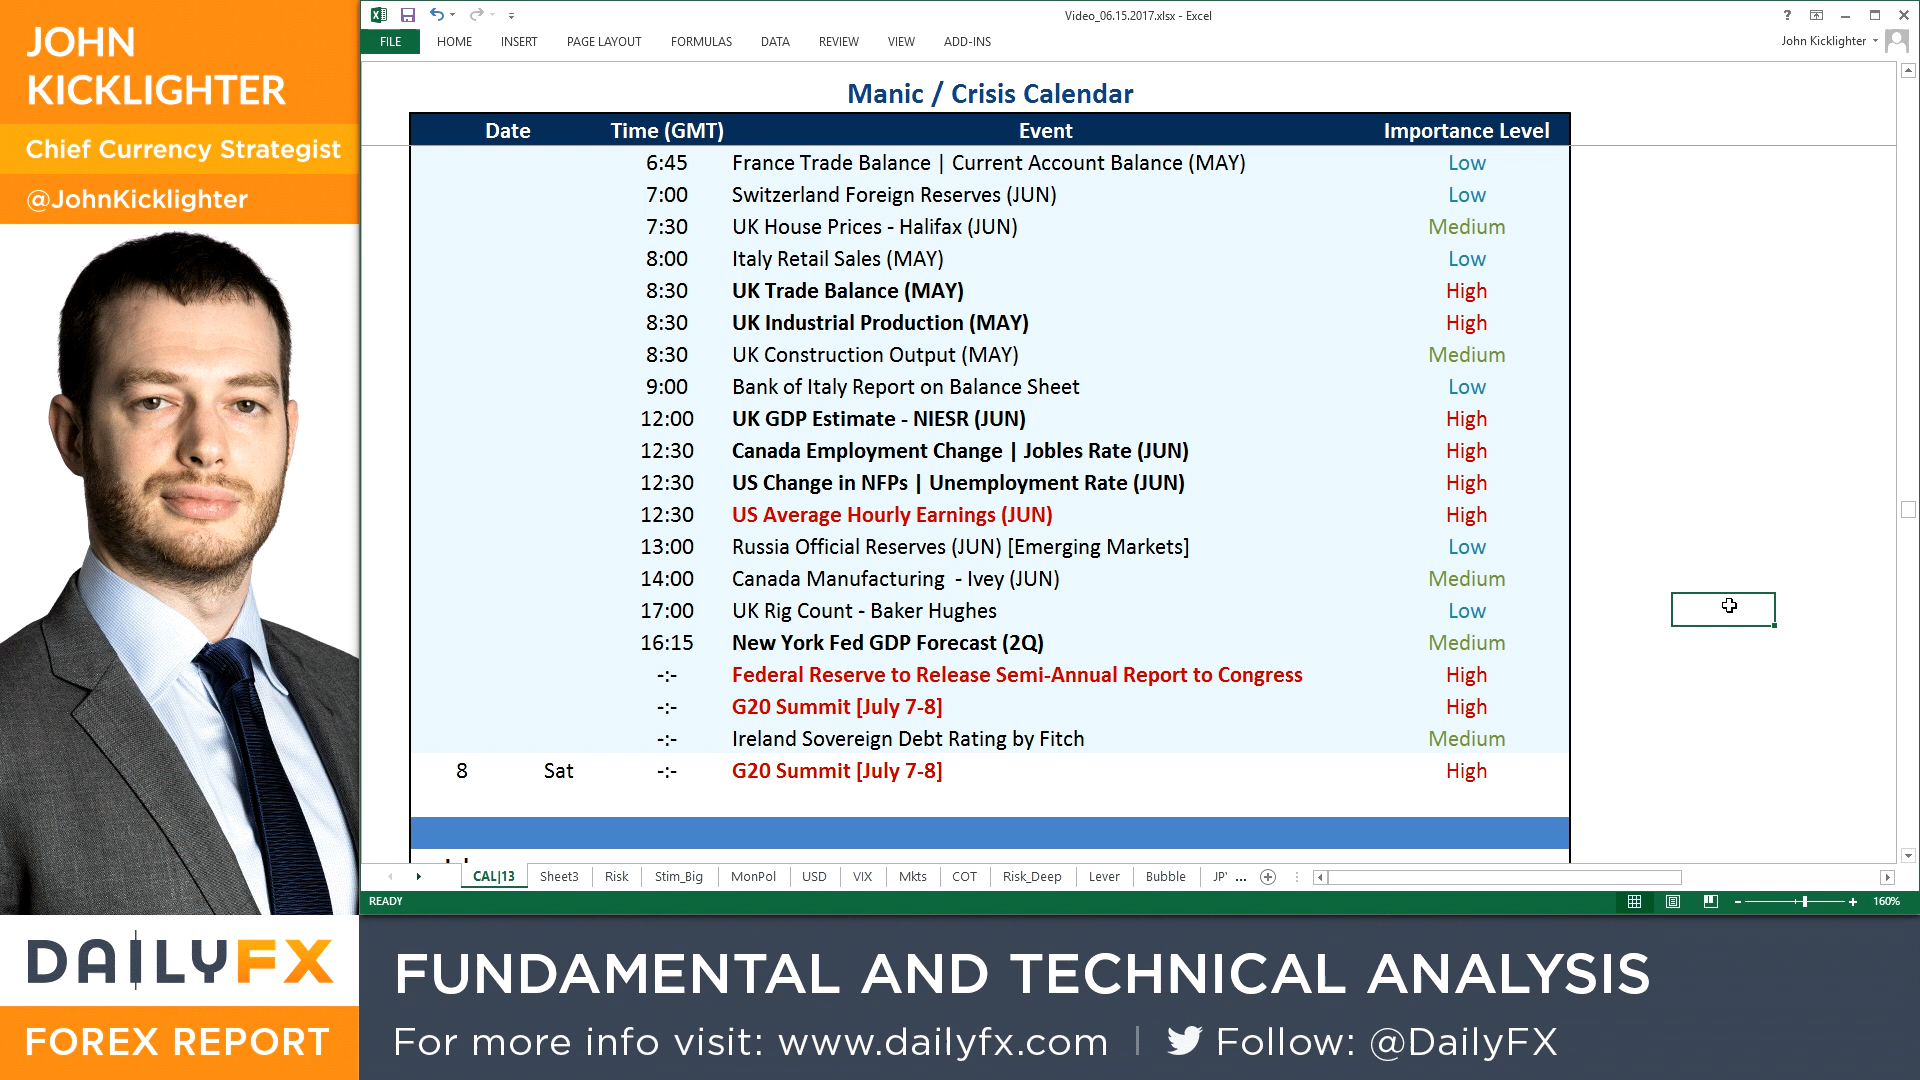 JOHN
KICKLIGHTER
Chief Currency Strategist
@JohnKicklighter
Video_06.15.2017.xlsx - Excel
FILE HOME INSERT PAGE LAYOUT FORMULAS DATA REVIEW VIEW ADD-INS
John Kicklighter
Manic / Crisis Calendar
Date Time (GMT) Event Importance Level
6:45 France Trade Balance | Current Account Balance (MAY) Low
7:00 Switzerland Foreign Reserves (JUN) Low
7:30 UK House Prices - Halifax (JUN) Medium
8:00 Italy Retail Sales (MAY) Low
8:30 UK Trade Balance (MAY) High
8:30 UK Industrial Production (MAY) High
8:30 UK Construction Output (MAY) Medium
9:00 Bank of Italy Report on Balance Sheet Low
12:00 UK GDP Estimate - NIESR (JUN) High
12:30 Canada Employment Change | Jobles Rate (JUN) High
12:30 US Change in NFPs | Unemployment Rate (JUN) High
12:30 US Average Hourly Earnings (JUN) High
13:00 Russia Official Reserves (JUN) [Emerging Markets] Low
14:00 Canada Manufacturing - Ivey (JUN) Medium
17:00 UK Rig Count - Baker Hughes Low
16:15 New York Fed GDP Forecast (2Q) Medium
-:- Federal Reserve to Release Semi-Annual Report to Congress High
-:- G20 Summit [July 7-8] High
-:- Ireland Sovereign Debt Rating by Fitch Medium
8 Sat -:- G20 Summit [July 7-8] High
CAL|13 Sheet3 Risk Stim_Big MonPol USD VIX Mkts COT Risk_Deep Lever Bubble JP' ...
READY
160%
DAILYFX
FOREX REPORT
FUNDAMENTAL AND TECHNICAL ANALYSIS
For more info visit: www.dailyfx.com | Follow: @DailyFX